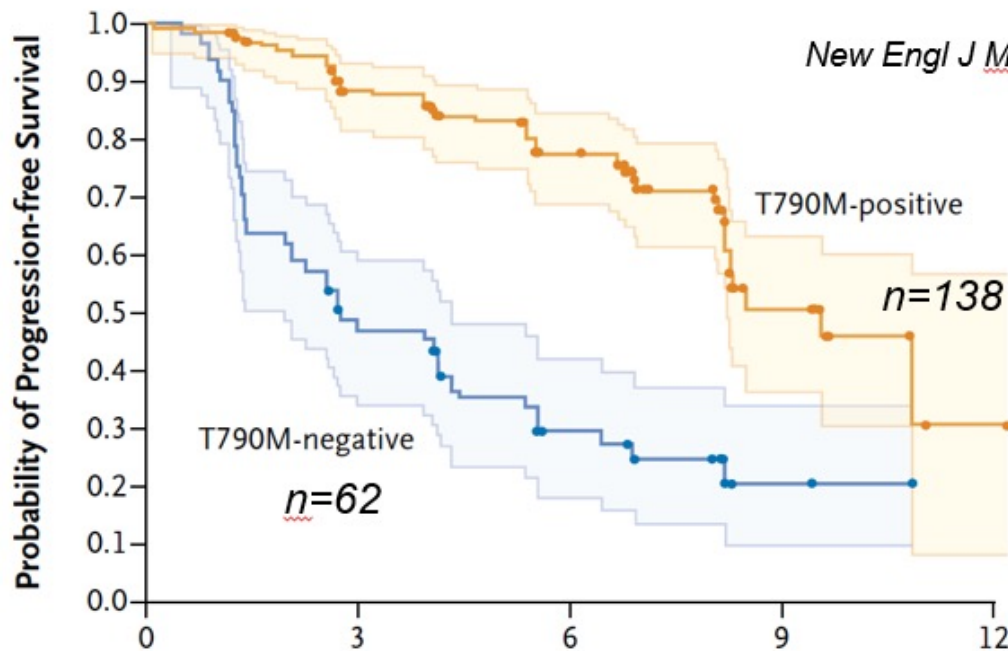 Probability of Progression-free Survival
1.0
New Engl J M
0.9
0.8
0.7
T790M-positive
0.6
n=138
0.5
0.4
0.3
T790M-negative
0.2
n=62
0.1
0.0
0 3 6 9 12